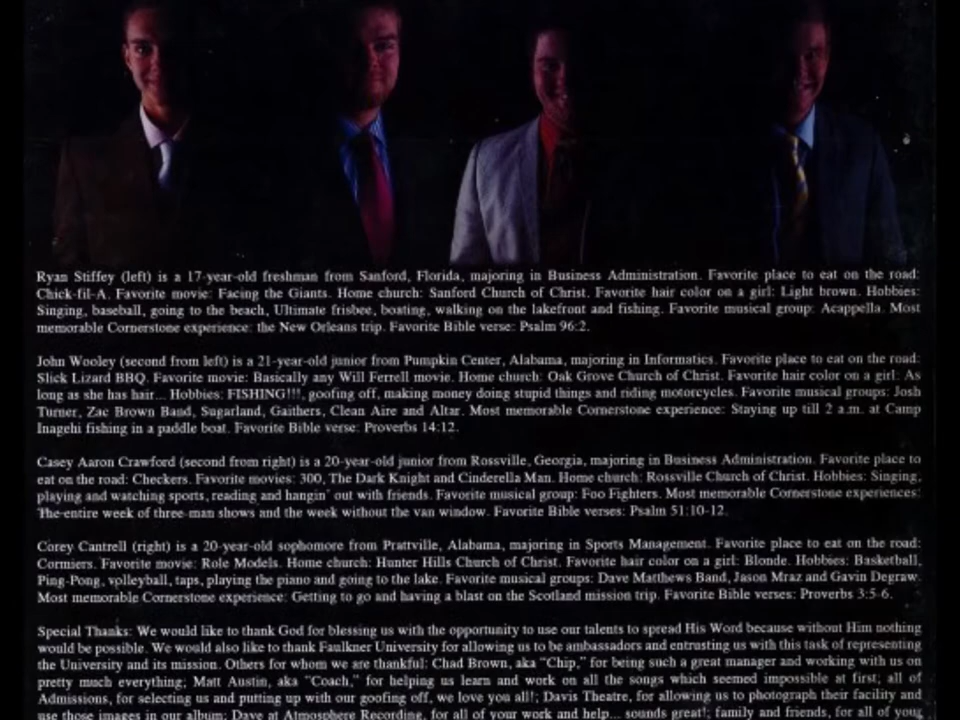 Ryan Stiffey (left) is a 17-year-old freshman from Sanford, Florida, majoring in Business Administration. Favorite place to eat on the road:
Chick-fil-A. Favorite movie: Facing the Giants. Home church: Sanford Church of Christ. Favorite hair color on a girl: Light brown. Hobbies:
Singing, baseball, going to the beach, Ultimate frisbee, boating, walking on the lakefront and fishing. Favorite musical group: Acappella. Most
memorable Cornerstone experience: the New Orleans trip. Favorite Bible verse: Psalm 96:2.
John Wooley (second from left) is a 21-year-old junior from Pumpkin Center, Alabama, majoring in Informatics. Favorite place to eat on the road:
Slick Lizard BBQ. Favorite movie: Basically any Will Ferrell movie. Home church: Oak Grove Church of Christ. Favorite hair color on a girl: As
long as she has hair... Hobbies: FISHING!!!, goofing off, making money doing stupid things and riding motorcycles. Favorite musical groups: Josh
Turner, Zac Brown Band, Sugarland, Gaithers, Clean Aire and Altar. Most memorable Cornerstone experience: Staying up till 2 a.m. at Camp
Inagehi fishing in a paddle boat. Favorite Bible verse: Proverbs 14:12.
Casey Aaron Crawford (second from right) is a 20-year-old junior from Rossville, Georgia, majoring in Business Administration. Favorite place to
eat on the road: Checkers. Favorite movies: 300, The Dark Knight and Cinderella Man. Home church: Rossville Church of Christ. Hobbies: Singing,
playing and watching sports, reading and hangin' out with friends. Favorite musical group: Foo Fighters. Most memorable Cornerstone experiences:
The entire week of three-man shows and the week without the van window. Favorite Bible verses: Psalm 51:10-12.
Corey Cantrell (right) is a 20-year-old sophomore from Prattville, Alabama, majoring in Sports Management. Favorite place to eat on the road:
Cormiers. Favorite movie: Role Models. Home church: Hunter Hills Church of Christ. Favorite hair color on a girl: Blonde. Hobbies: Basketball,
Ping-Pong, volleyball, taps, playing the piano and going to the lake. Favorite musical groups: Dave Matthews Band, Jason Mraz and Gavin Degraw.
Most memorable Cornerstone experience: Getting to go and having a blast on the Scotland mission trip. Favorite Bible verses: Proverbs 3:5-6.
Special Thanks: We would like to thank God for blessing us with the opportunity to use our talents to spread His Word because without Him nothing
would be possible. We would also like to thank Faulkner University for allowing us to be ambassadors and entrusting us with this task of representing
the University and its mission. Others for whom we are thankful: Chad Brown, aka "Chip," for being such a great manager and working with us on
pretty much everything; Matt Austin, aka "Coach," for helping us learn and work on all the songs which seemed impossible at first; all of
Admissions, for selecting us and putting up with our goofing off, we love you all!; Davis Theatre, for allowing us to photograph their facility and
use those images in our album; Dave at Atmosphere Recording, for all of your work and help... sounds great!; family and friends, for all of your